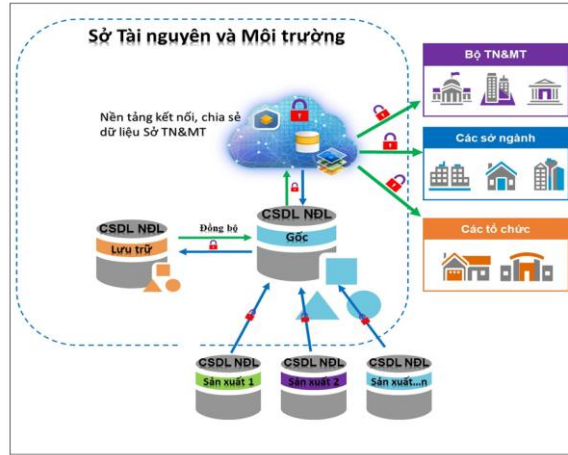 Sở Tài nguyên và Môi trường
Bộ TN&MT
Nền tảng kết nối, chia sẻ
dữ liệu Sở TN&MT
Các sở ngành
CSDL NĐL
Lưu trữ
Đồng bộ
CSDL NĐL
Gốc
Các tổ chức
CSDL NĐL
Sản xuất 1
CSDL NĐL
Sản xuất 2
CSDL NĐL
Sản xuất...n